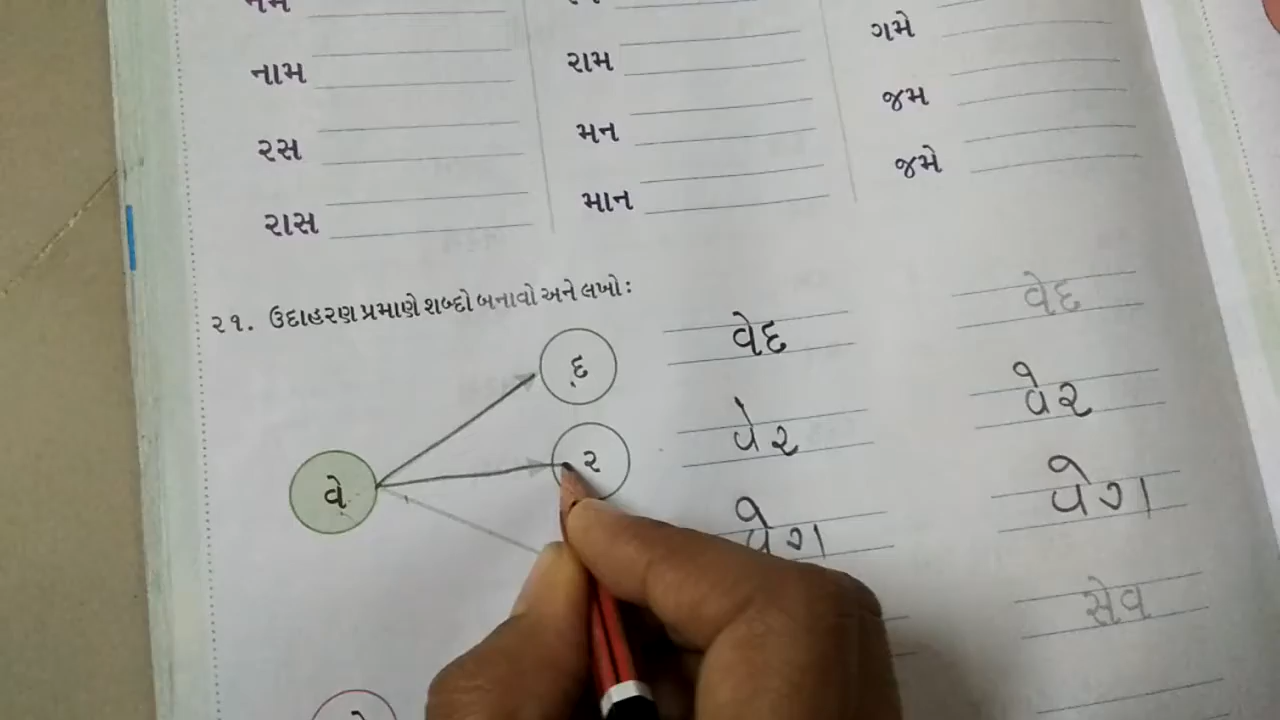 નામ
રસ
રાસ
રામ
મન
માન
ગમે
જમ
જમે
૨૧. ઉદાહરણ પ્રમાણે શબ્દો બનાવો અને લખો :
વે
દ
ર
વેદ વેદ
વેર વેર
વેગ વેગ
સેવ